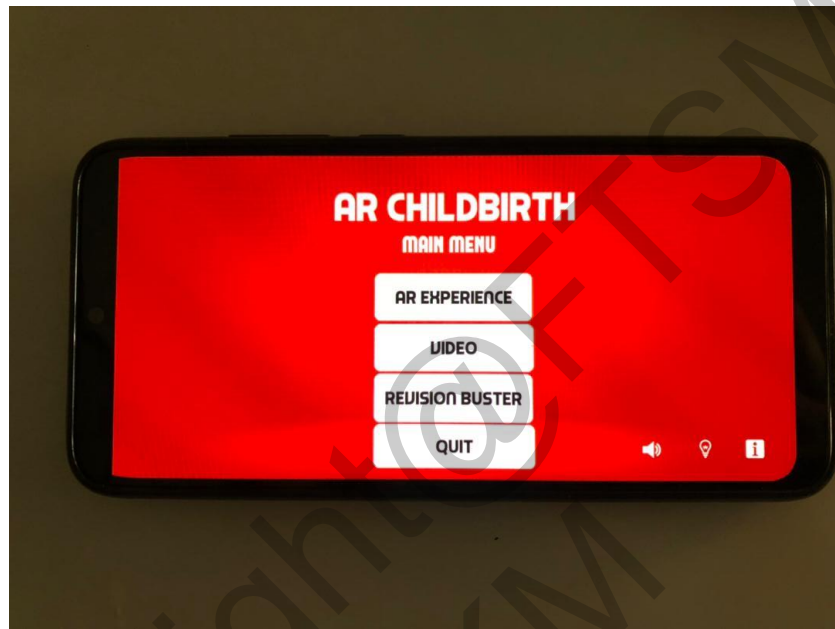 AR CHILDBIRTH
MAIN MENU
AR EXPERIENCE
VIDEO
REVISION BUSTER
QUIT
i